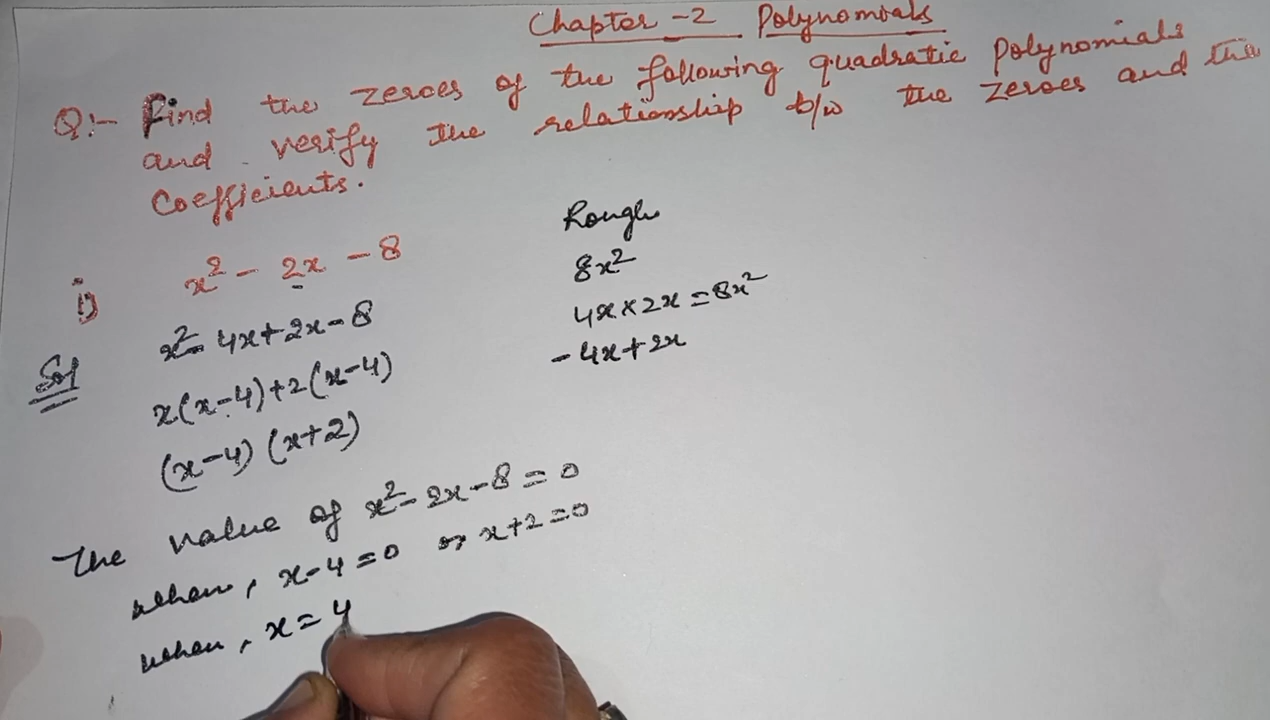 Chapter-2 Polynomials
Q:- Find the zeroes of the following quadratic polynomials
and verify the relationship b/w the zeroes and the
Coefficients.
i) x² - 2x - 8
Sol x² - 4x + 2x - 8
x(x-4)+2(x-4)
(x-4) (x+2)
The value of x² - 2x - 8 = 0
when, x-4=0 or x+2=0
when, x = 4
Rough
8x²
4x × 2x = 8x²
-4x+2x